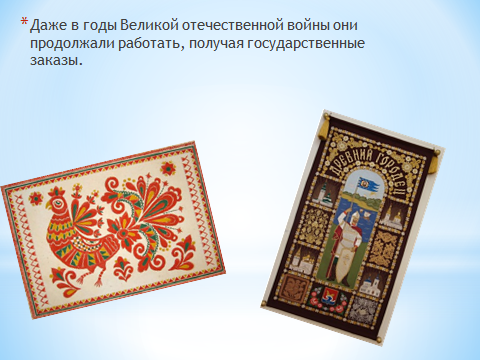 * Даже в годы Великой отечественной войны они
продолжали работать, получая государственные
заказы.
ДРЕВНИЙ ГОРОДЕЦ